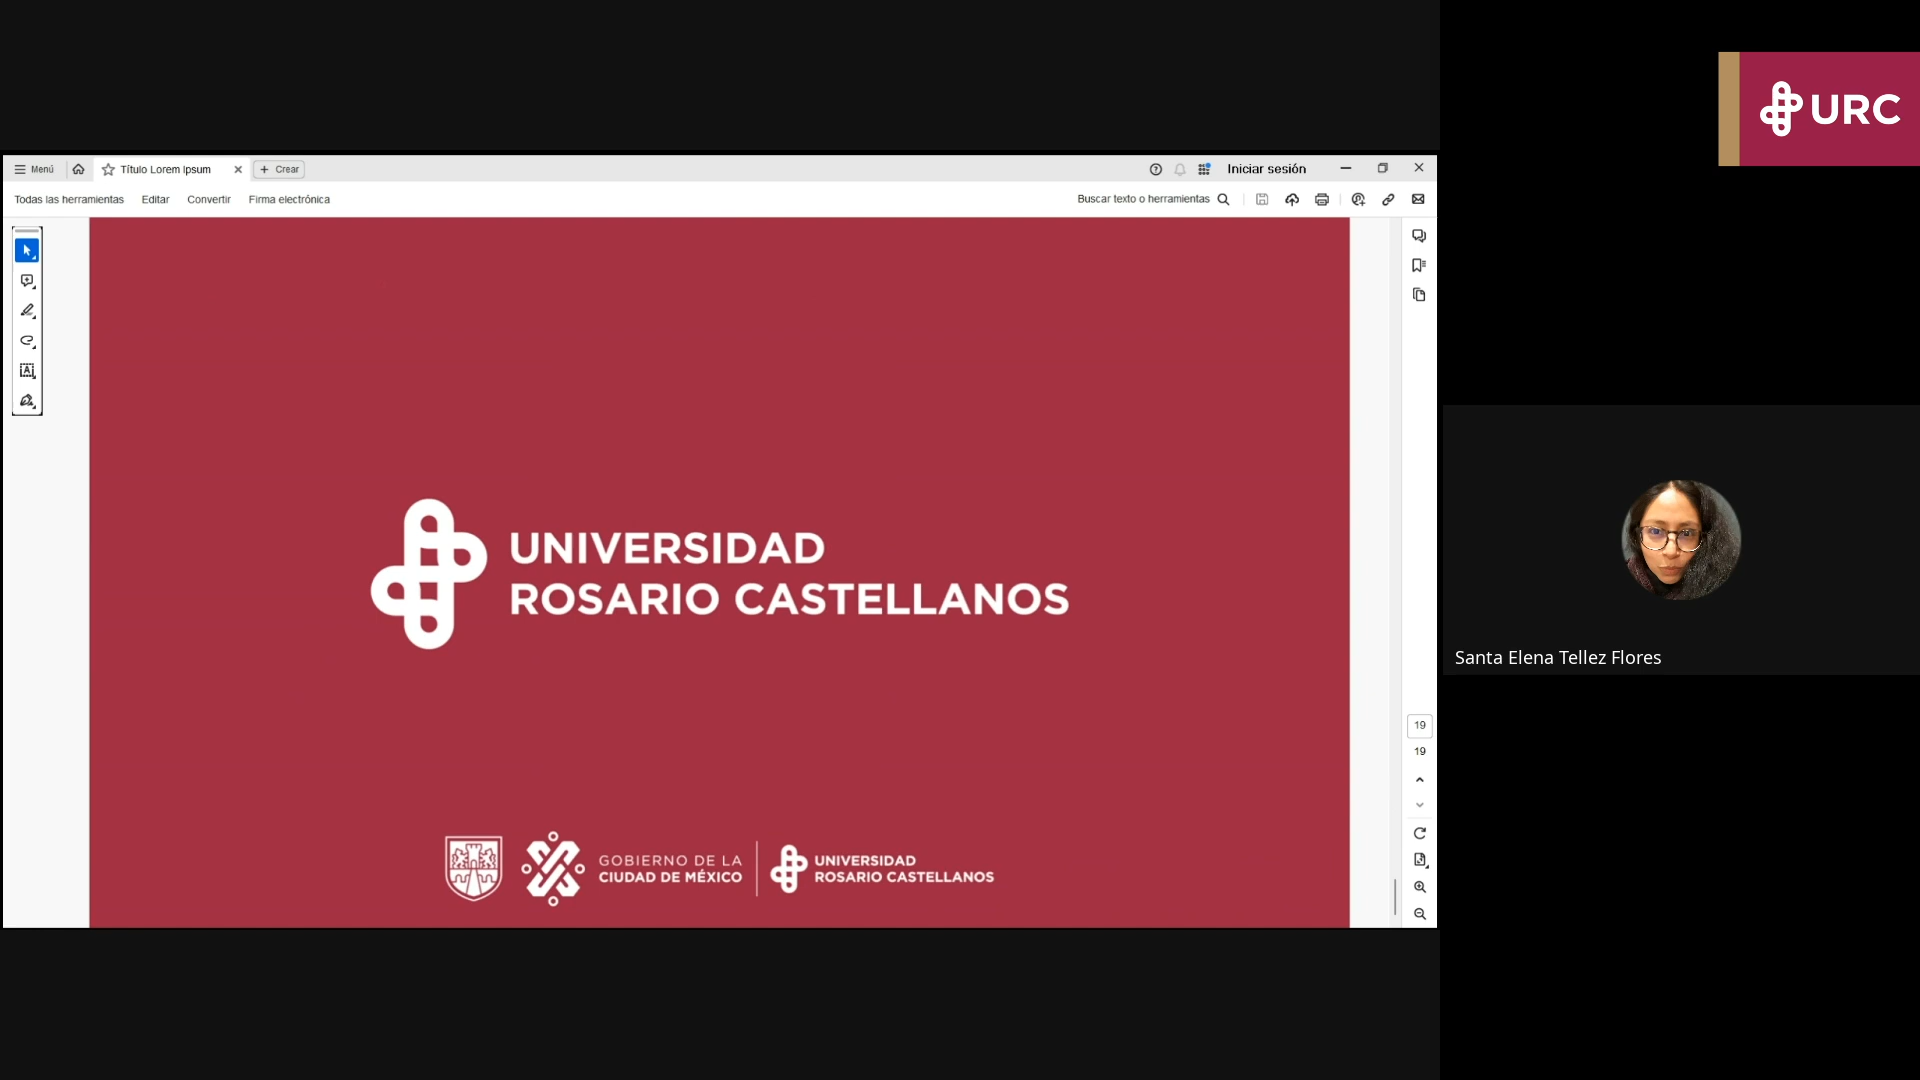 URC
Menú
Título Lorem Ipsum
Crear
Iniciar sesión
Todas las herramientas
Editar
Convertir
Firma electrónica
Buscar texto o herramientas
UNIVERSIDAD
ROSARIO CASTELLANOS
Santa Elena Tellez Flores
19
19
GOBIERNO DE LA
CIUDAD DE MÉXICO
UNIVERSIDAD
ROSARIO CASTELLANOS